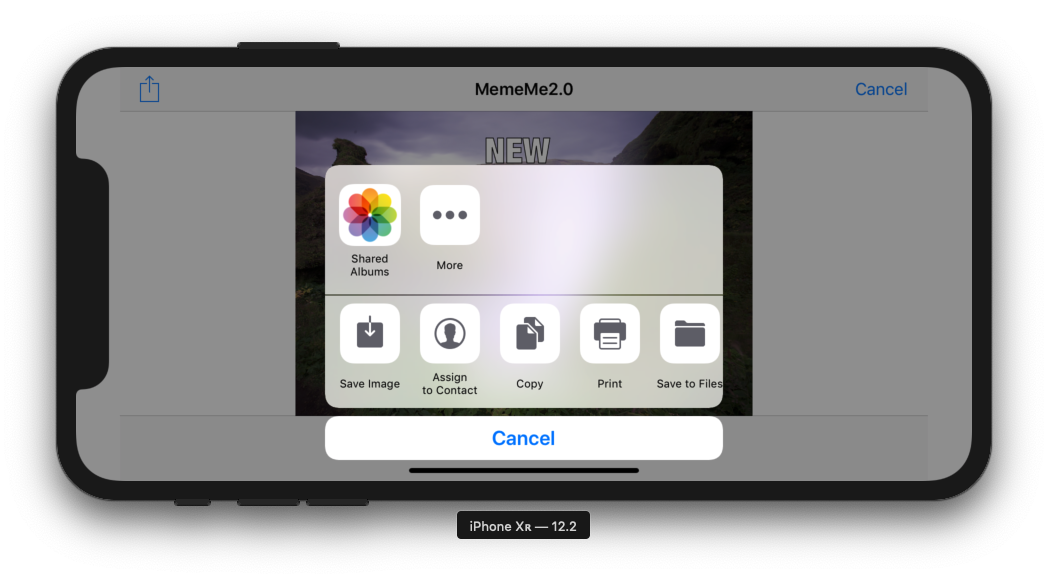 MemeMe2.0
Cancel
NEW
Shared
Albums
More
Save Image
Assign
to Contact
Copy
Print
Save to Files
Cancel
iPhone Xʀ — 12.2